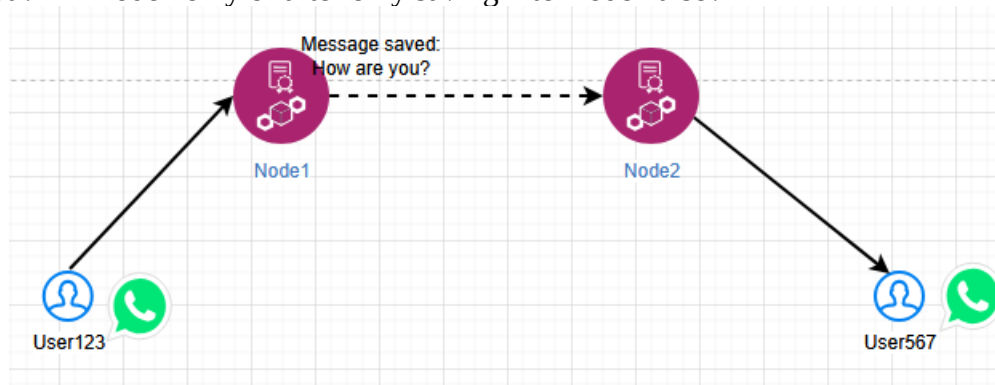 Message saved:
How are you?
Node1
Node2
User123
User567